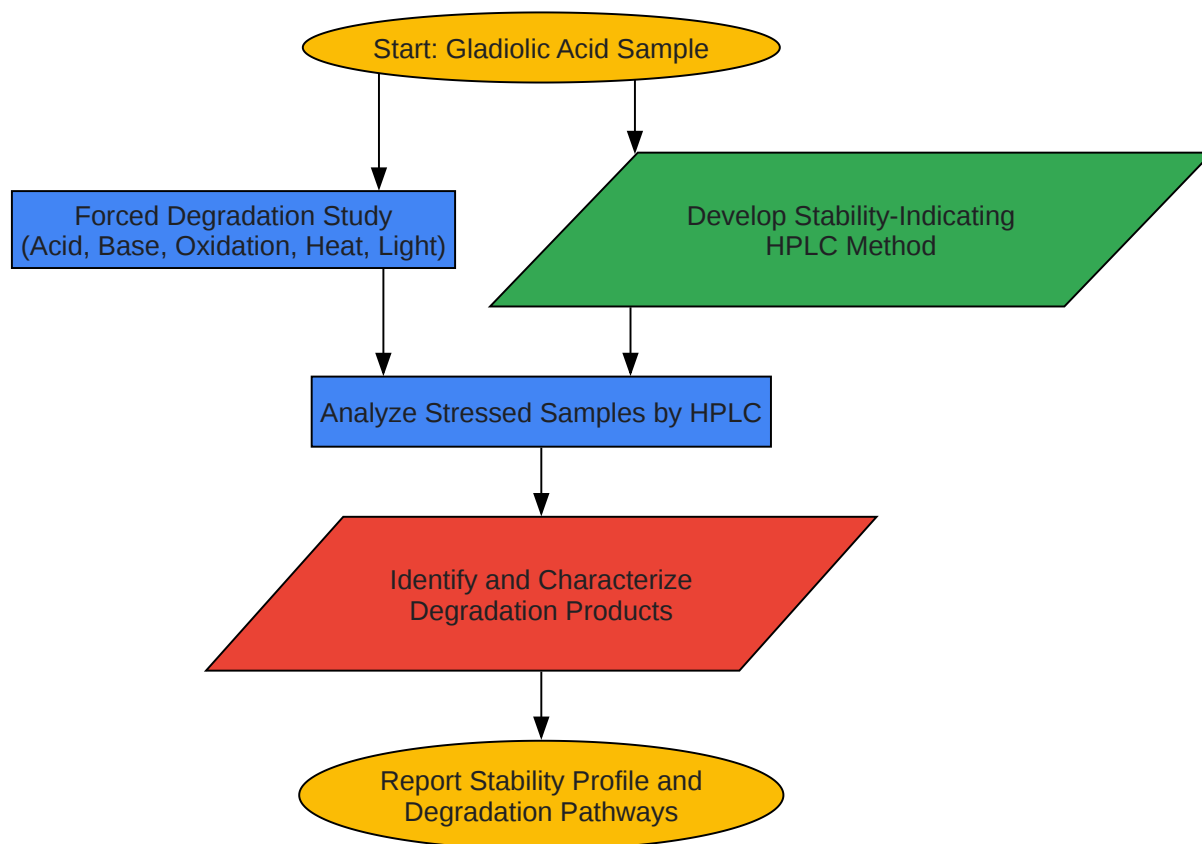 Start: Gladiolic Acid Sample
Forced Degradation Study
(Acid, Base, Oxidation, Heat, Light)
Develop Stability-Indicating
HPLC Method
Analyze Stressed Samples by HPLC
Identify and Characterize
Degradation Products
Report Stability Profile and
Degradation Pathways